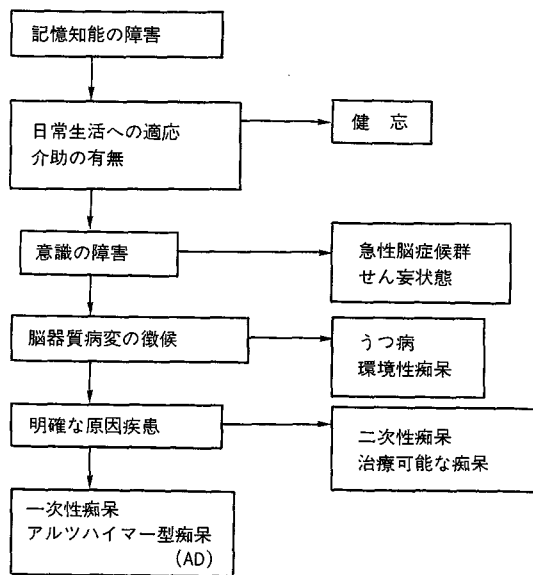 記憶知能の障害
日常生活への適応
介助の有無
健 忘
意識の障害
急性脳症候群
せん妄状態
脳器質病変の徴候
うつ病
環境性痴呆
明確な原因疾患
二次性痴呆
治療可能な痴呆
一次性痴呆
アルツハイマー型痴呆
(AD)